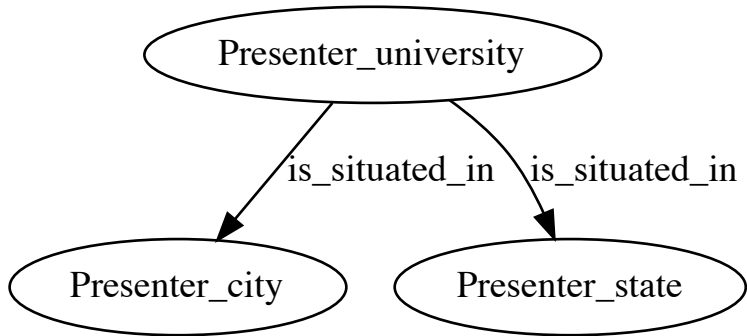 Presenter_university
is_situated_in
is_situated_in
Presenter_city
Presenter_state